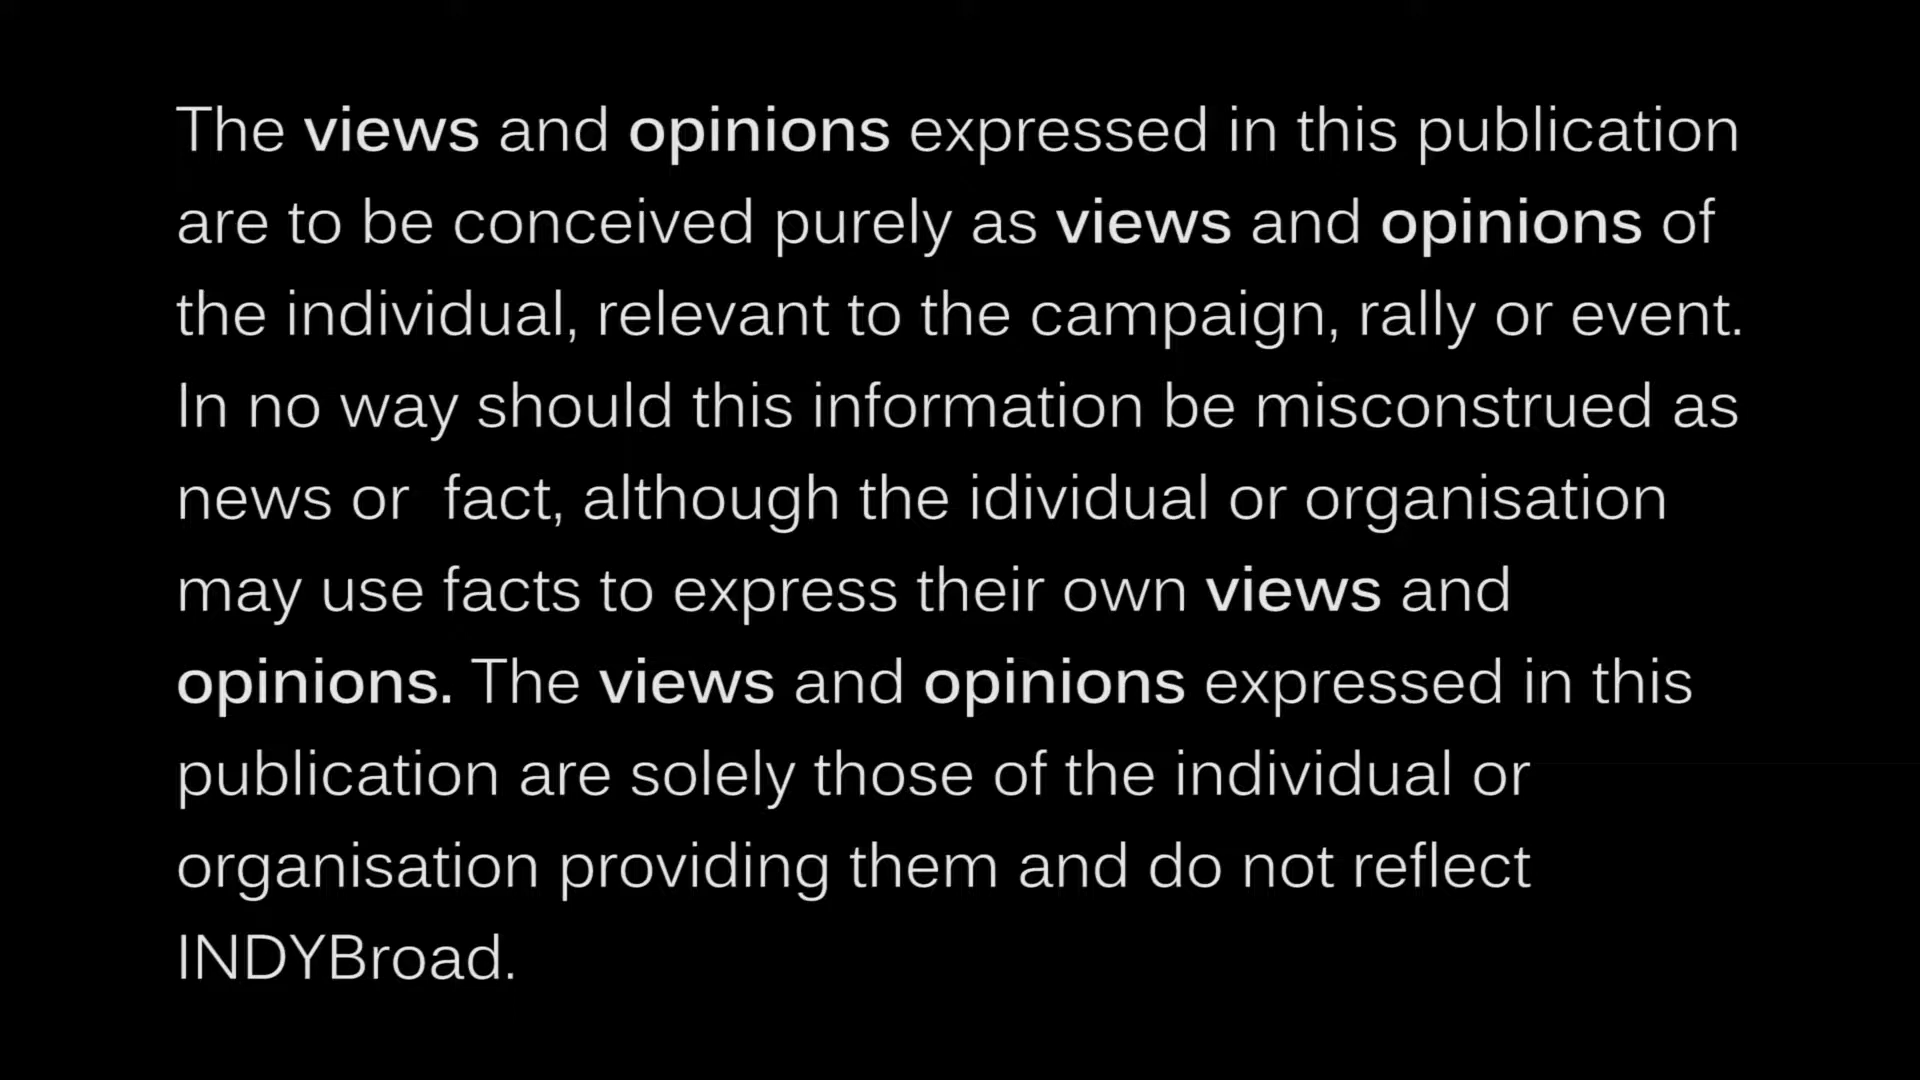 The views and opinions expressed in this publication
are to be conceived purely as views and opinions of
the individual, relevant to the campaign, rally or event.
In no way should this information be misconstrued as
news or  fact, although the idividual or organisation
may use facts to express their own views and
opinions. The views and opinions expressed in this
publication are solely those of the individual or
organisation providing them and do not reflect
INDYBroad.